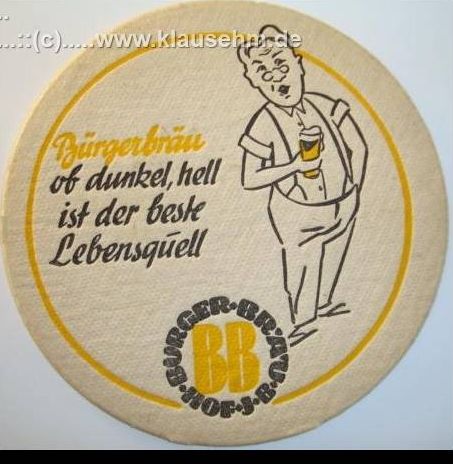 ...::(c).....www.klausehm.de
Bürgerbräu
ob dunkel, hell
ist der beste
Lebensquell
BÜRGER·BRÄU·HOF·J·B·
BB